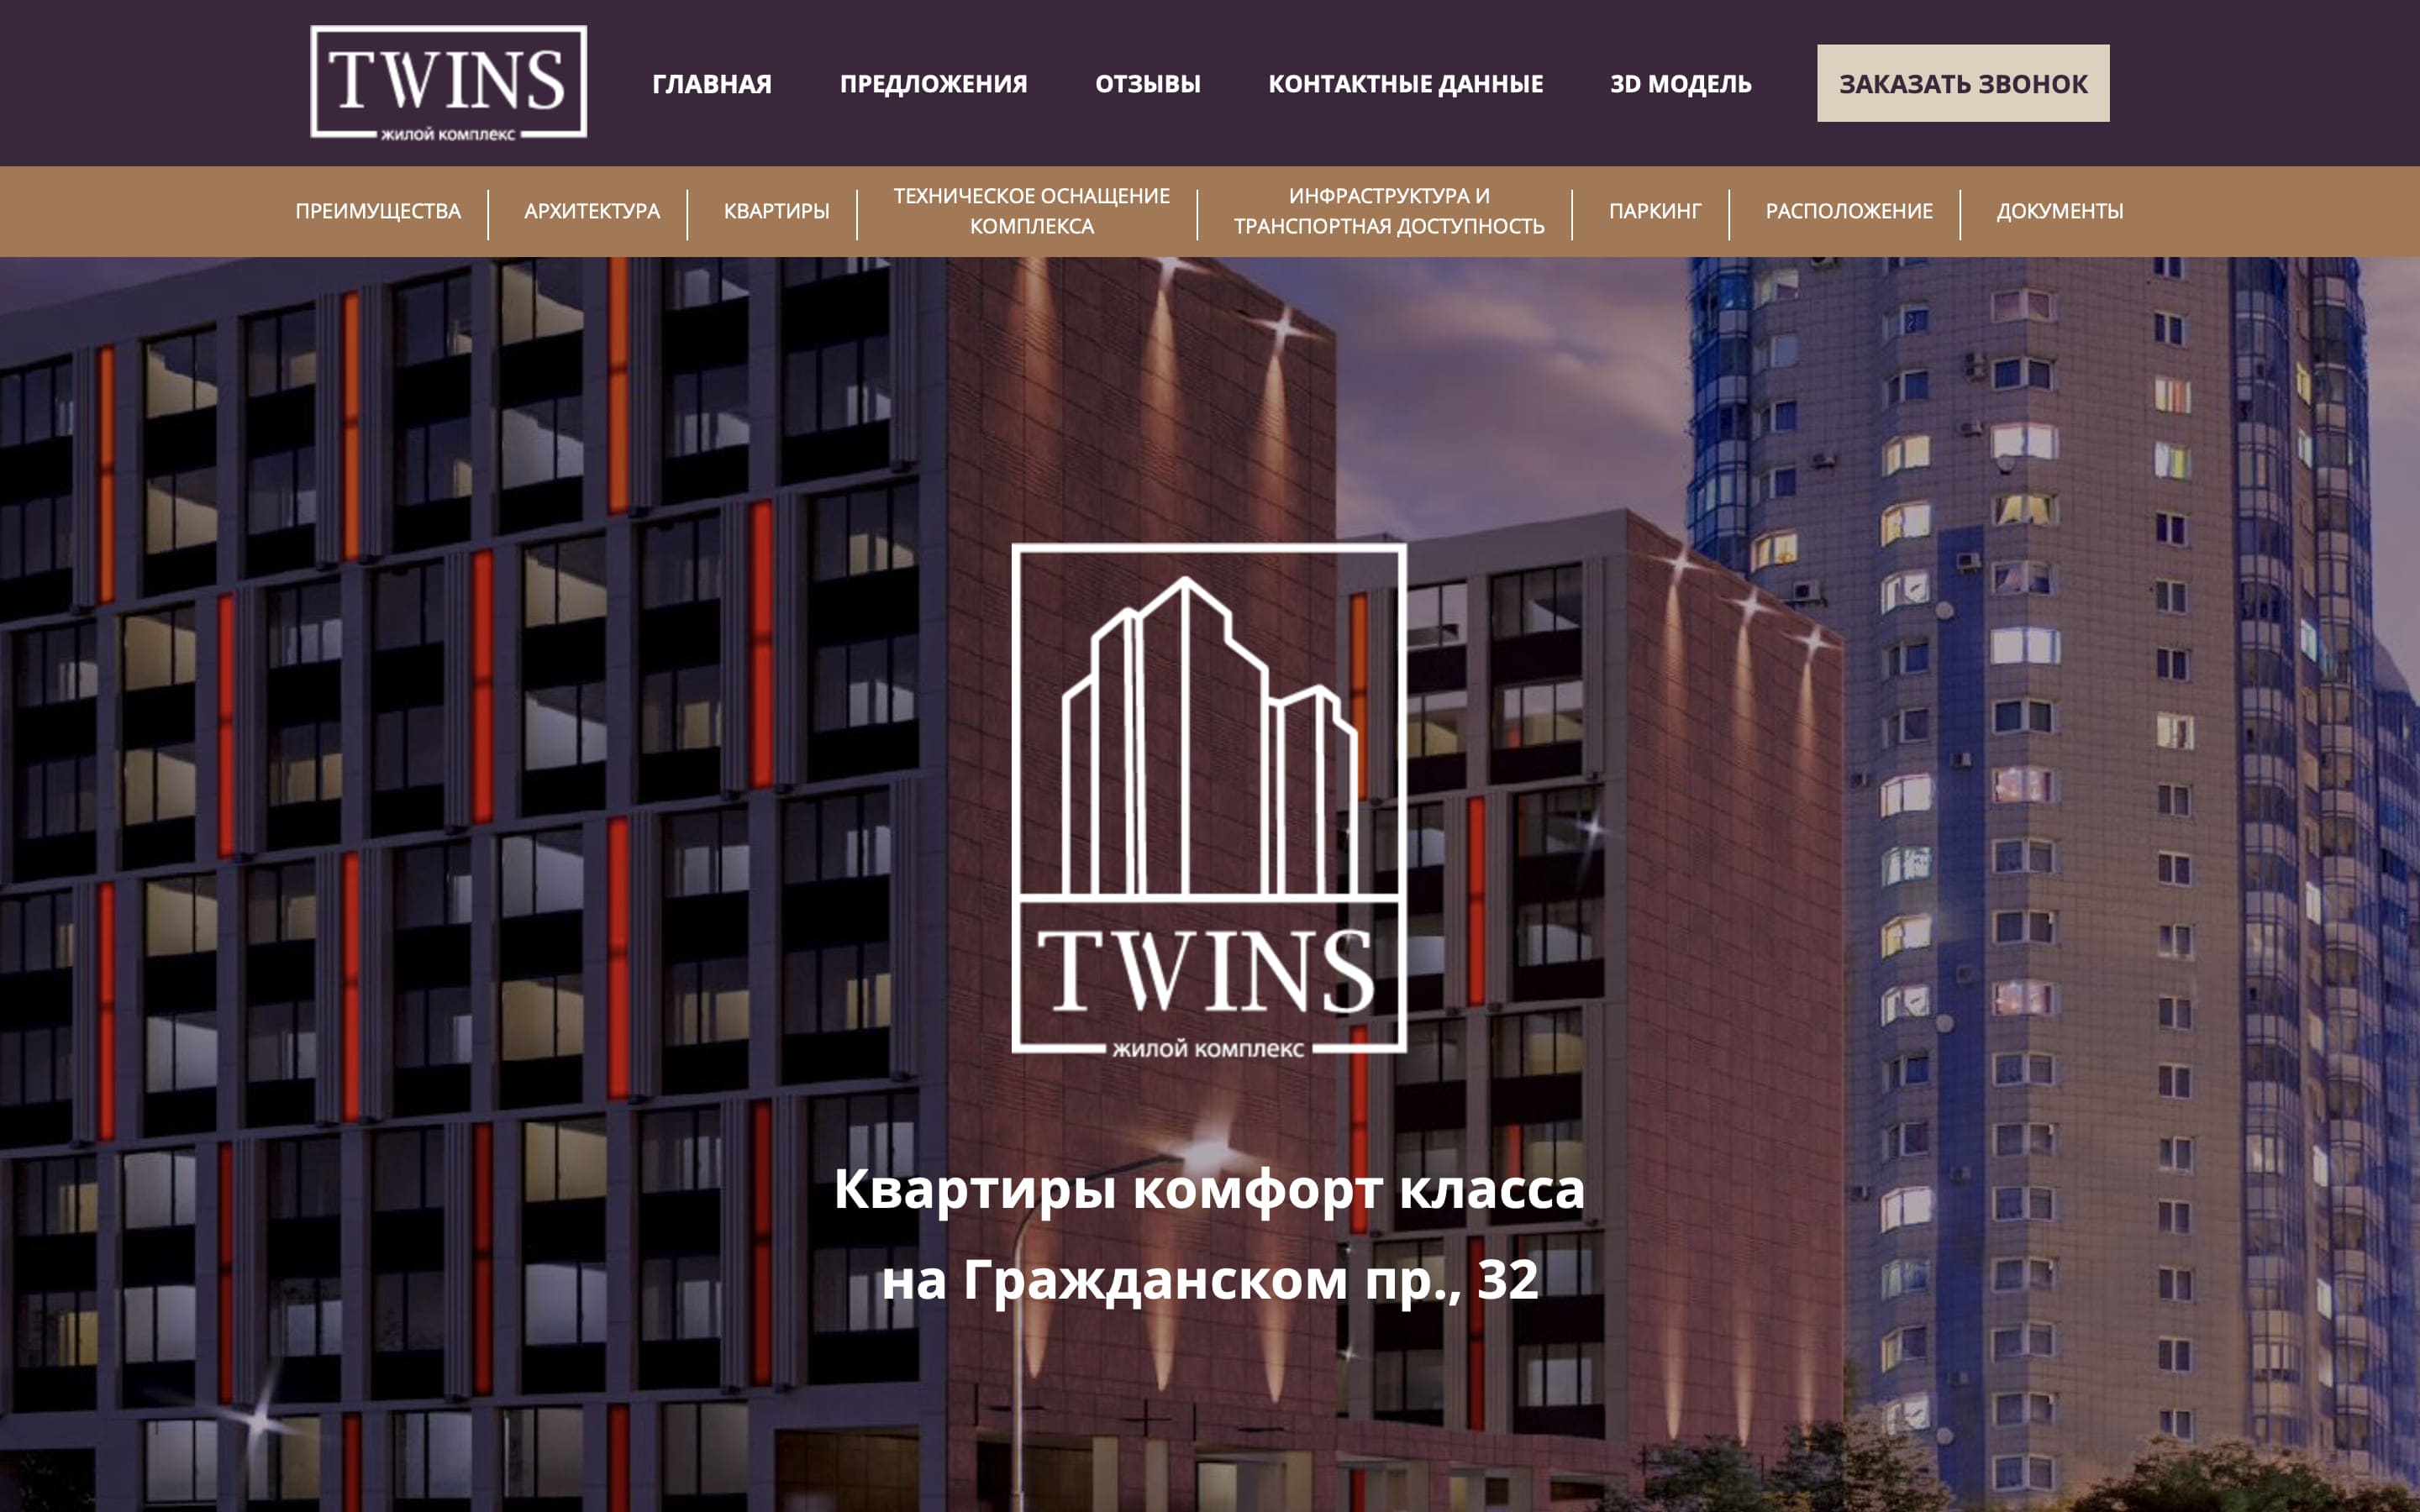 TWINS
жилой комплекс
ГЛАВНАЯ
ПРЕДЛОЖЕНИЯ
ОТЗЫВЫ
КОНТАКТНЫЕ ДАННЫЕ
3D МОДЕЛЬ
ЗАКАЗАТЬ ЗВОНОК
ПРЕИМУЩЕСТВА
АРХИТЕКТУРА
КВАРТИРЫ
ТЕХНИЧЕСКОЕ ОСНАЩЕНИЕ
КОМПЛЕКСА
ИНФРАСТРУКТУРА И
ТРАНСПОРТНАЯ ДОСТУПНОСТЬ
ПАРКИНГ
РАСПОЛОЖЕНИЕ
ДОКУМЕНТЫ
TWINS
жилой комплекс
Квартиры комфорт класса
на Гражданском пр., 32